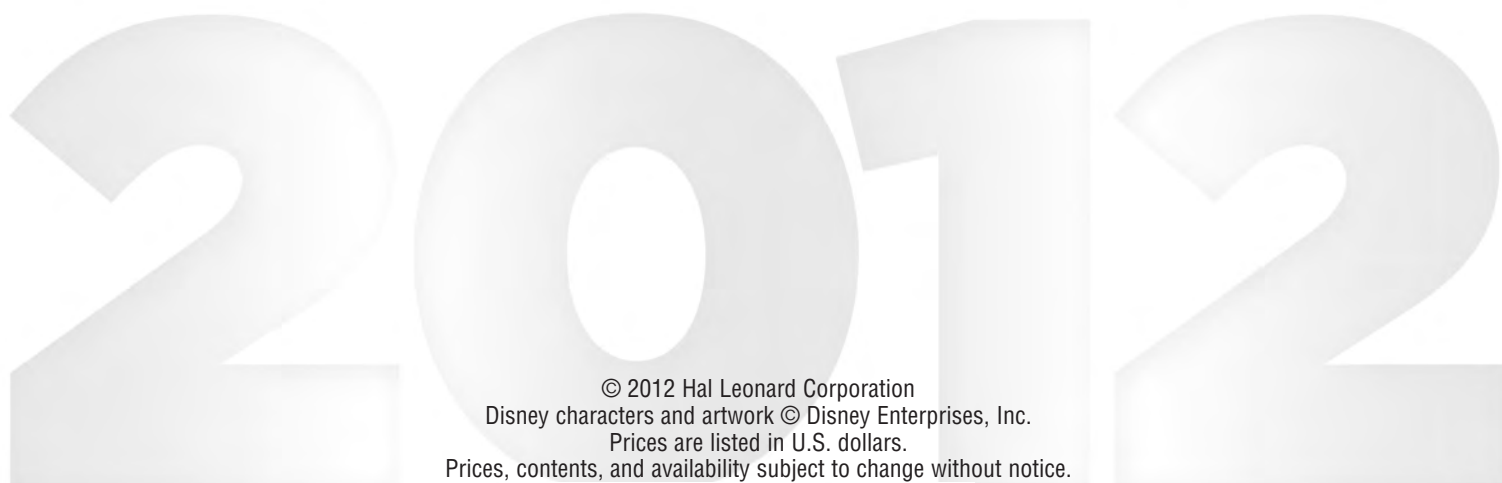 2012
© 2012 Hal Leonard Corporation
Disney characters and artwork © Disney Enterprises, Inc.
Prices are listed in U.S. dollars.
Prices, contents, and availability subject to change without notice.